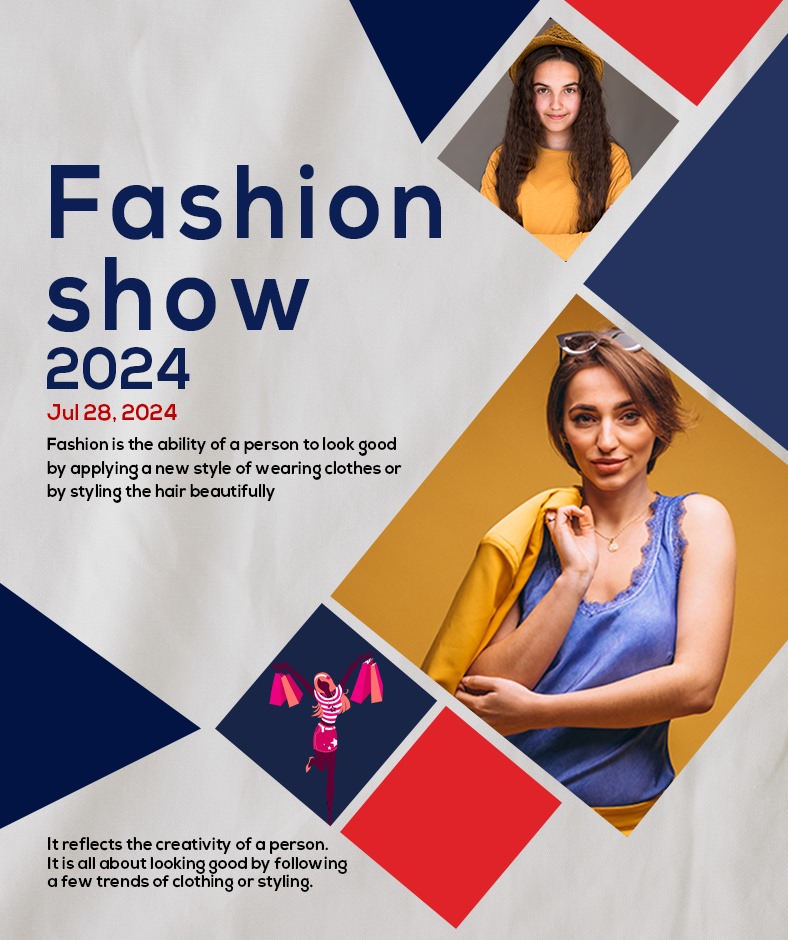 Fashion
show
2024
Jul 28, 2024
Fashion is the ability of a person to look good
by applying a new style of wearing clothes or
by styling the hair beautifully
It reflects the creativity of a person.
It is all about looking good by following
a few trends of clothing or styling.